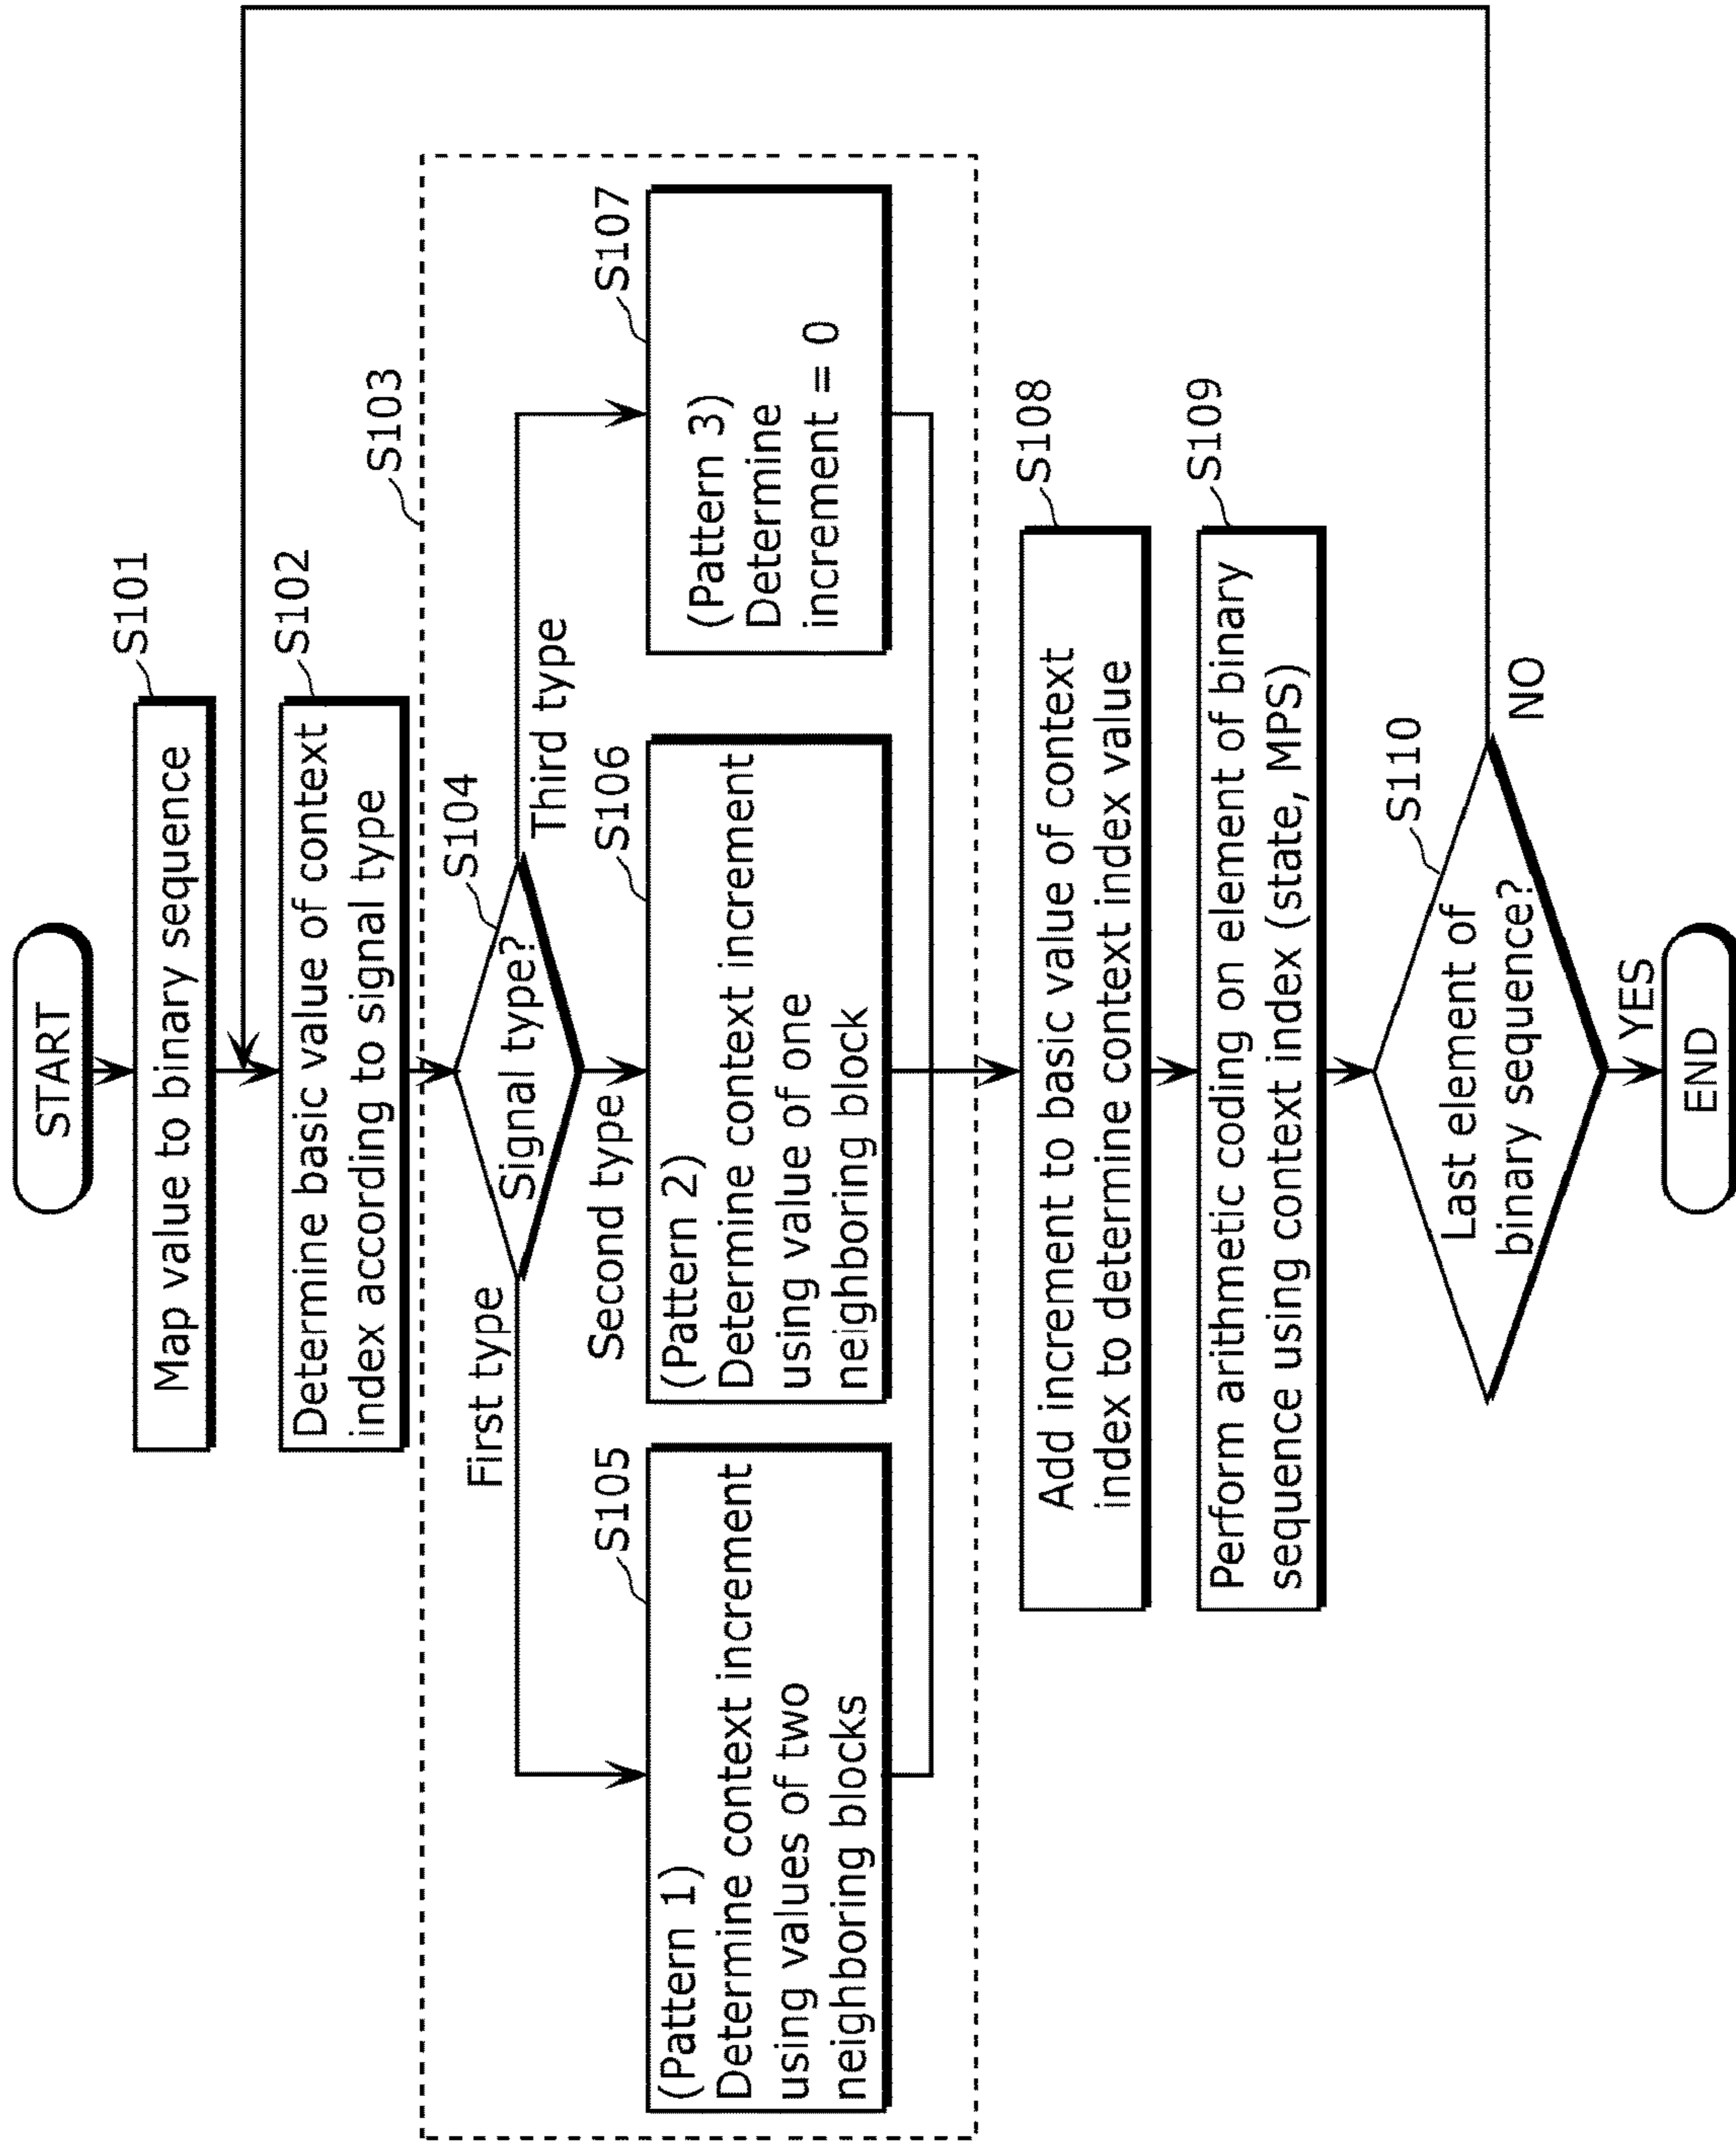 START
S101
Map value to binary sequence
S102
Determine basic value of context
index according to signal type
S103
S104
Signal type?
First type
Second type
Third type
S105
(Pattern 1)
Determine context increment
using values of two
neighboring blocks
S106
(Pattern 2)
Determine context increment
using value of one
neighboring block
S107
(Pattern 3)
Determine
increment = 0
S108
Add increment to basic value of context
index to determine context index value
S109
Perform arithmetic coding on element of binary
sequence using context index (state, MPS)
S110
Last element of
binary sequence?
NO
YES
END